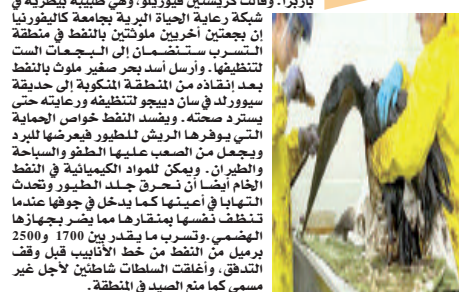 باربرا. وقالت كريستين فيوريلو، وهي طبيبة بيطرية في
شبكة رعاية الحياة البرية بجامعة كاليفورنيا
إن بجعتين أخريين ملوثتين بالنفط في منطقة
التسرب ستنضمان إلى البجعات الست
لتنظيفها. وأرسل أسد بحر صغير ملوث بالنفط
بعد إنقاذه من المنطقة المنكوبة إلى حديقة
سيوورلد في سان دييجو لتنظيفه ورعايته حتى
يسترد صحته. ويفسد النفط خواص الحماية
التي يوفرها الريش للطيور فيعرضها للبرد
ويجعل من الصعب عليها الطفو والسباحة
والطيران. ويمكن للمواد الكيميائية في النفط
الخام أيضا أن تحرق جلد الطيور وتحدث
التهابا في أعينها كما يدخل في جوفها عندما
تنظف نفسها بمنقارها مما يضر بجهازها
الهضمي. وتسرب ما يقدر بين 1700 و2500
برميل من النفط من خط الأنابيب قبل وقف
التدفق، وأغلقت السلطات شاطئين لأجل غير
مسمى كما منع الصيد في المنطقة.